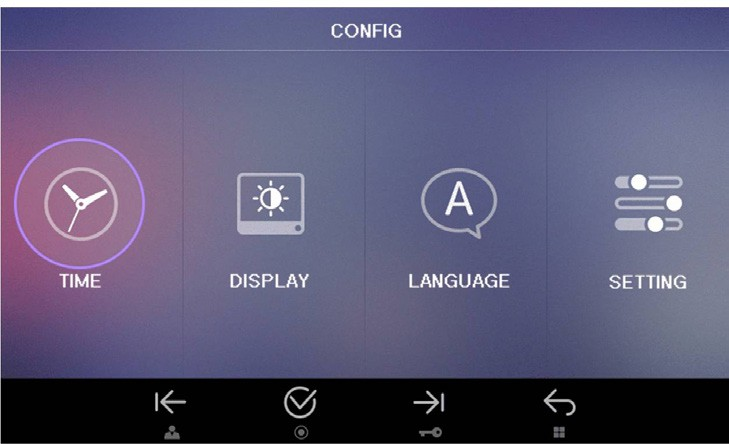 CONFIG
A
TIME
DISPLAY
LANGUAGE
SETTING